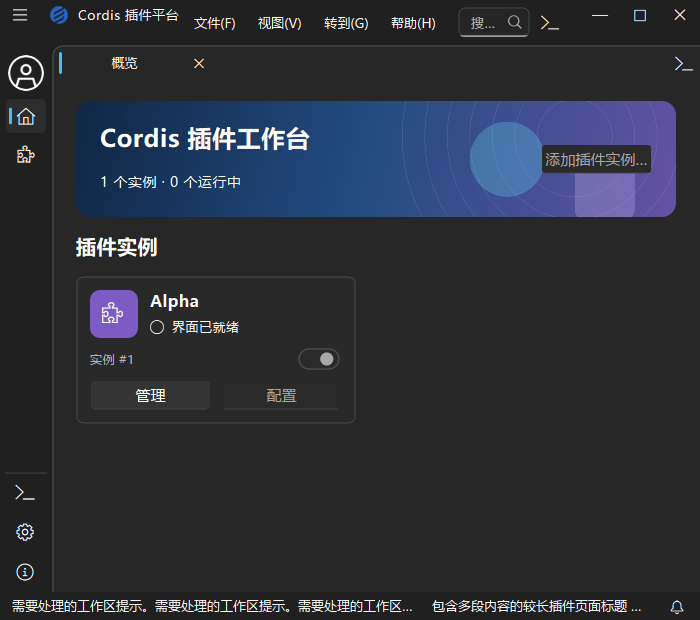 Cordis 插件平台
文件(F) 视图(V) 转到(G) 帮助(H) 搜...
概览
Cordis 插件工作台
1 个实例 · 0 个运行中
添加插件实例...
插件实例
Alpha
界面已就绪
实例 #1
管理 配置
需要处理的工作区提示。需要处理的工作区提示。需要处理的工作区... 包含多段内容的较长插件页面标题 ...